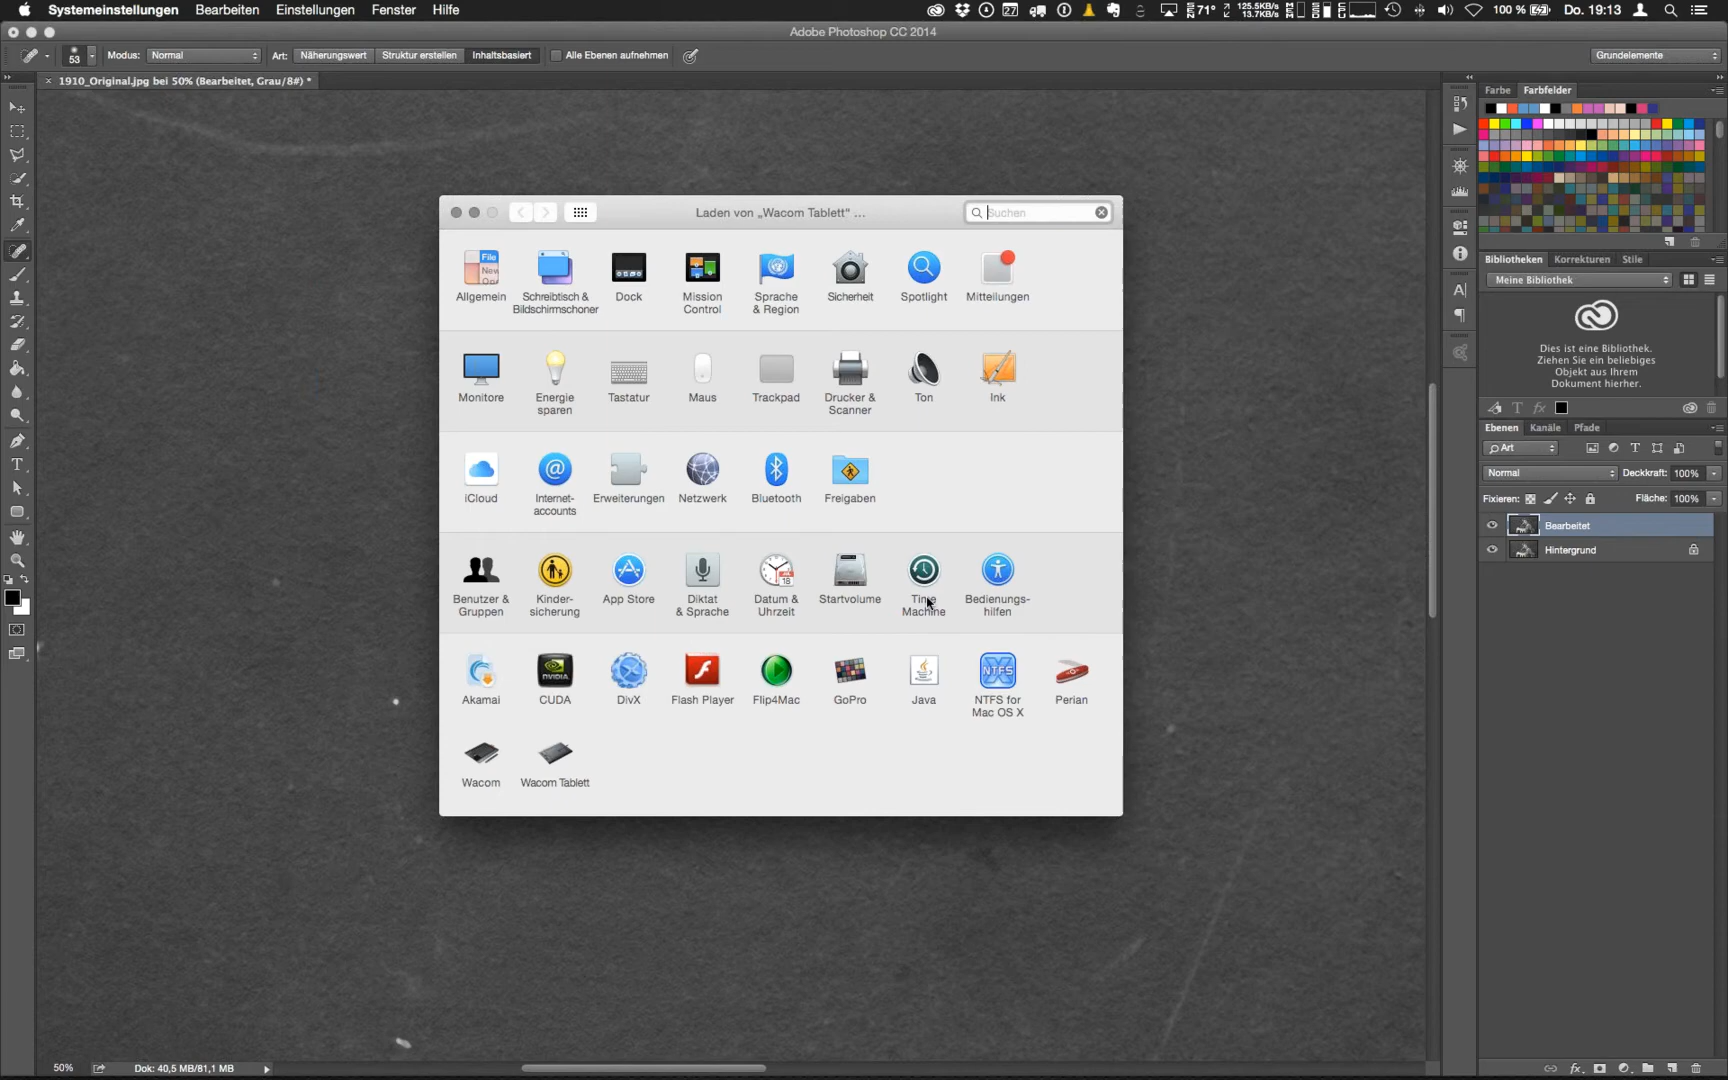 Systemeinstellungen Bearbeiten Einstellungen Fenster Hilfe
27 71° 125.5KB/s 13.7KB/s 100 % Do. 19:13
Adobe Photoshop CC 2014
53 Modus: Normal Art: Näherungswert Struktur erstellen Inhaltsbasiert Alle Ebenen aufnehmen Grundelemente
× 1910_Original.jpg bei 50% (Bearbeitet, Grau/8#) *
Farbe Farbfelder
Laden von „Wacom Tablett“ ... Suchen
Allgemein Schreibtisch & Bildschirmschoner Dock Mission Control Sprache & Region Sicherheit Spotlight Mitteilungen
Monitore Energie sparen Tastatur Maus Trackpad Drucker & Scanner Ton Ink
iCloud Internet-accounts Erweiterungen Netzwerk Bluetooth Freigaben
Benutzer & Gruppen Kinder-sicherung App Store Diktat & Sprache Datum & Uhrzeit Startvolume Time Machine Bedienungs-hilfen
Akamai CUDA DivX Flash Player Flip4Mac GoPro Java NTFS for Mac OS X Perian
Wacom Wacom Tablett
Bibliotheken Korrekturen Stile
Meine Bibliothek
Dies ist eine Bibliothek.
Ziehen Sie ein beliebiges
Objekt aus Ihrem
Dokument hierher.
Ebenen Kanäle Pfade
Art
Normal Deckkraft: 100%
Fixieren: Fläche: 100%
Bearbeitet
Hintergrund
50% Dok: 40,5 MB/81,1 MB